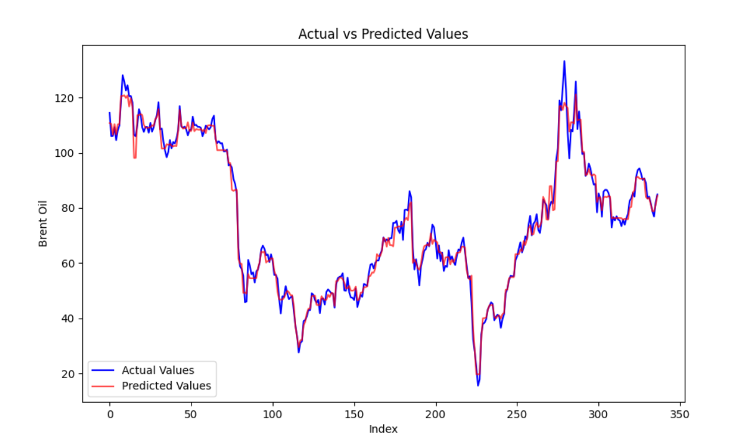 Actual vs Predicted Values
Brent Oil
120
100
80
60
40
20
Actual Values
Predicted Values
0 50 100 150 200 250 300 350
Index